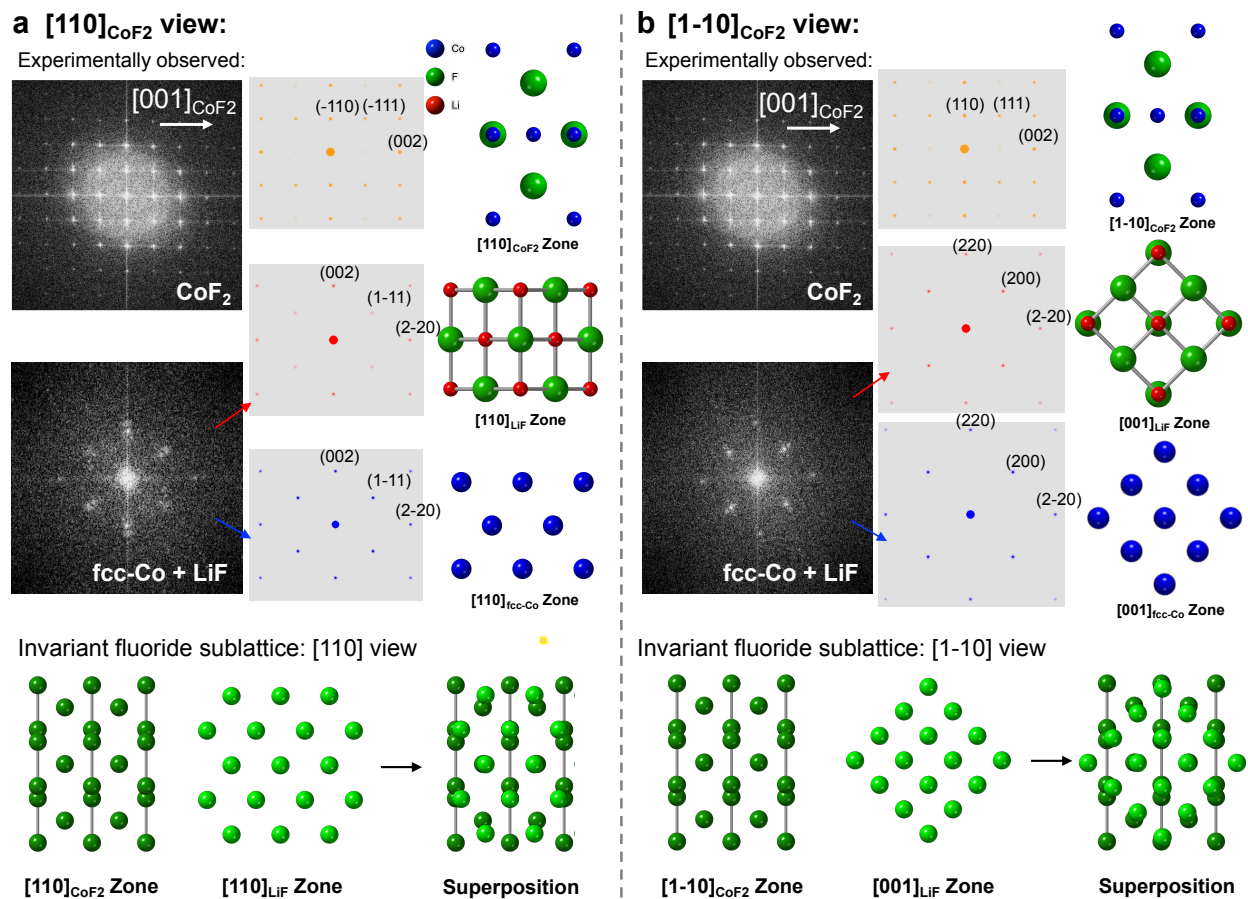 a [110]CoF2 view:
Experimentally observed:
[001]CoF2
CoF2
(-110) (-111)
(002)
Co
F
Li
[110]CoF2 Zone
(002)
(1-11)
(2-20)
[110]LiF Zone
fcc-Co + LiF
(002)
(1-11)
(2-20)
[110]fcc-Co Zone
Invariant fluoride sublattice: [110] view
[110]CoF2 Zone
[110]LiF Zone
Superposition
b [1-10]CoF2 view:
Experimentally observed:
[001]CoF2
CoF2
(110) (111)
(002)
[1-10]CoF2 Zone
(220)
(200)
(2-20)
[001]LiF Zone
fcc-Co + LiF
(220)
(200)
(2-20)
[001]fcc-Co Zone
Invariant fluoride sublattice: [1-10] view
[1-10]CoF2 Zone
[001]LiF Zone
Superposition